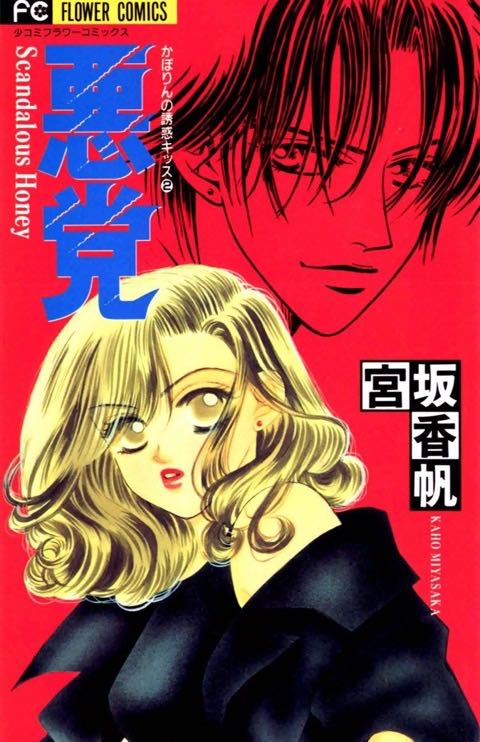 FC FLOWER COMICS
少コミフラワーコミックス
かほりんの誘惑キッス②
悪党
Scandalous Honey
宮坂香帆
KAHO MIYASAKA